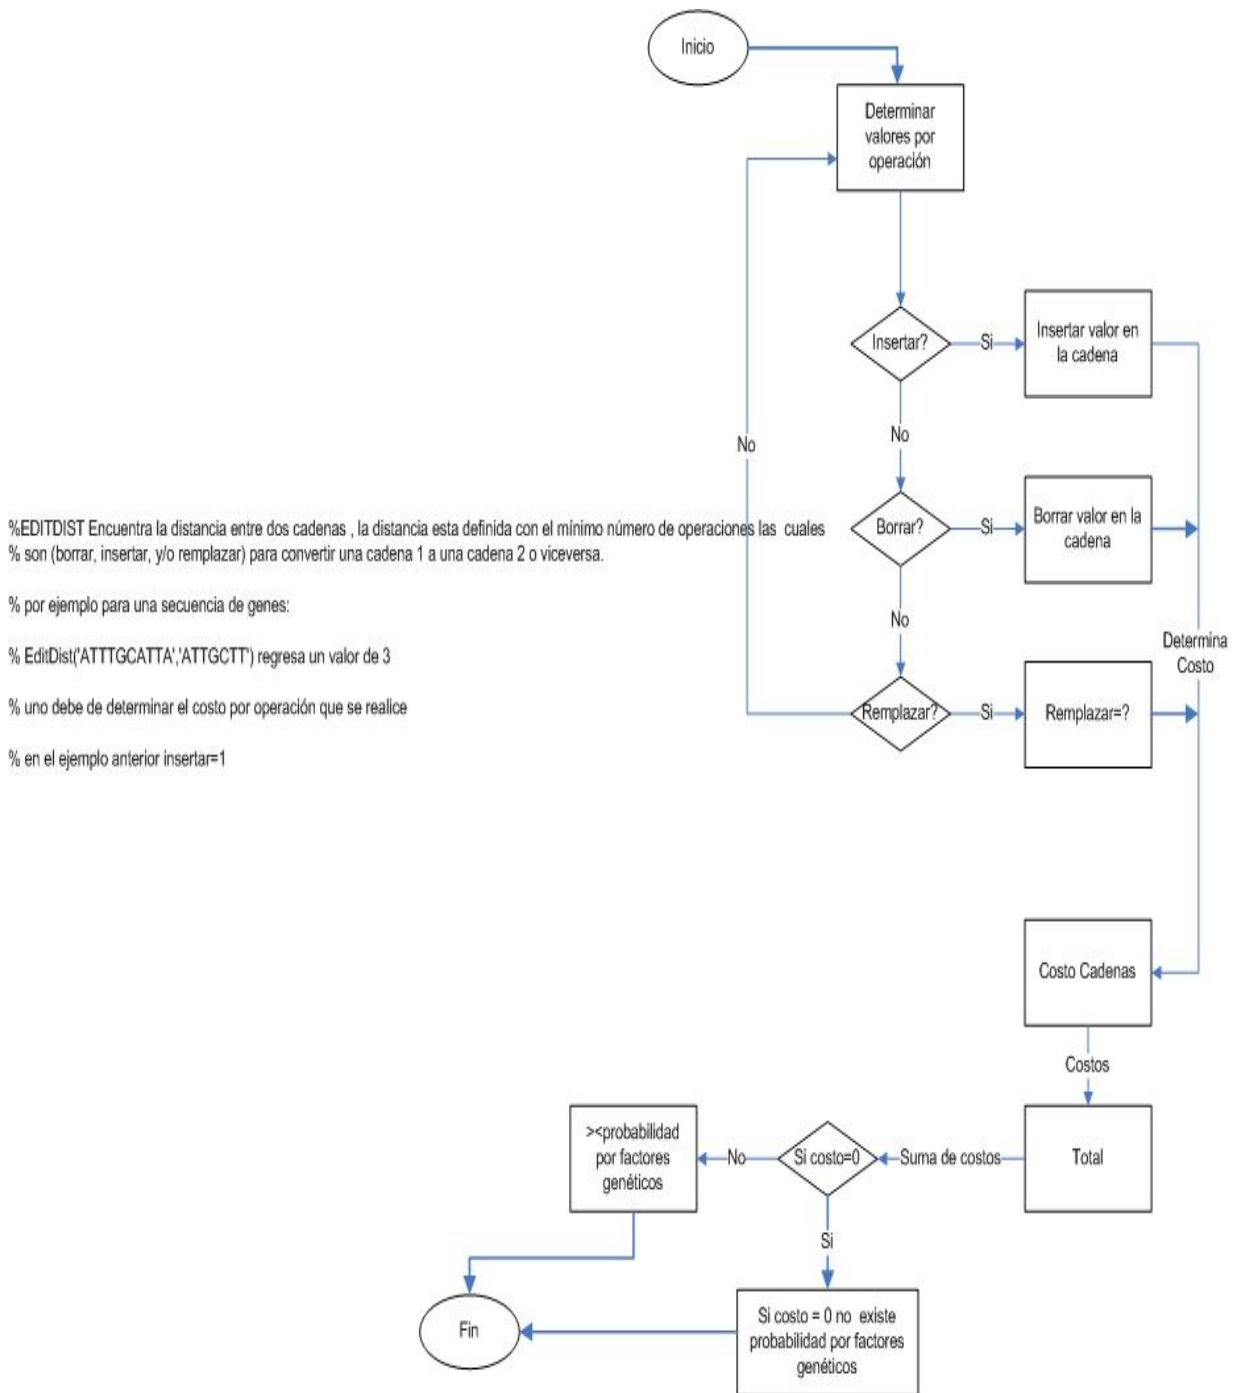 Inicio
Determinar
valores por
operación
Insertar?
Si
Insertar valor en
la cadena
No
No
%EDITDIST Encuentra la distancia entre dos cadenas , la distancia esta definida con el mínimo número de operaciones las cuales
% son (borrar, insertar, y/o remplazar) para convertir una cadena 1 a una cadena 2 o viceversa.
% por ejemplo para una secuencia de genes:
% EditDist('ATTTGCATTA','ATTGCTT') regresa un valor de 3
% uno debe de determinar el costo por operación que se realice
% en el ejemplo anterior insertar=1
Borrar?
Si
Borrar valor en la
cadena
No
Determina
Costo
Remplazar?
Si
Remplazar=?
Costo Cadenas
Costos
Total
Suma de costos
Si costo=0
No
><probabilidad
por factores
genéticos
Si
Si costo = 0 no existe
probabilidad por factores
genéticos
Fin